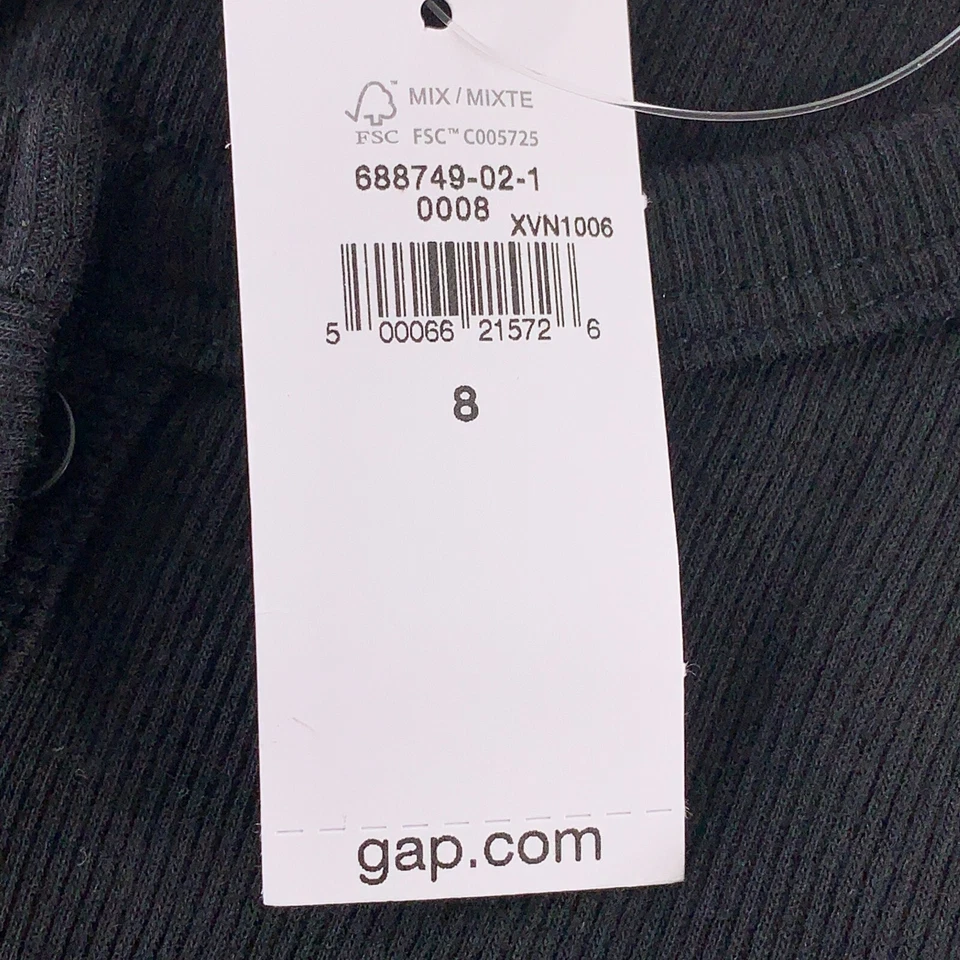 MIX / MIXTE
FSC FSC™ C005725
688749-02-1
0008
XVN1006
5 00066 21572 6
8
gap.com